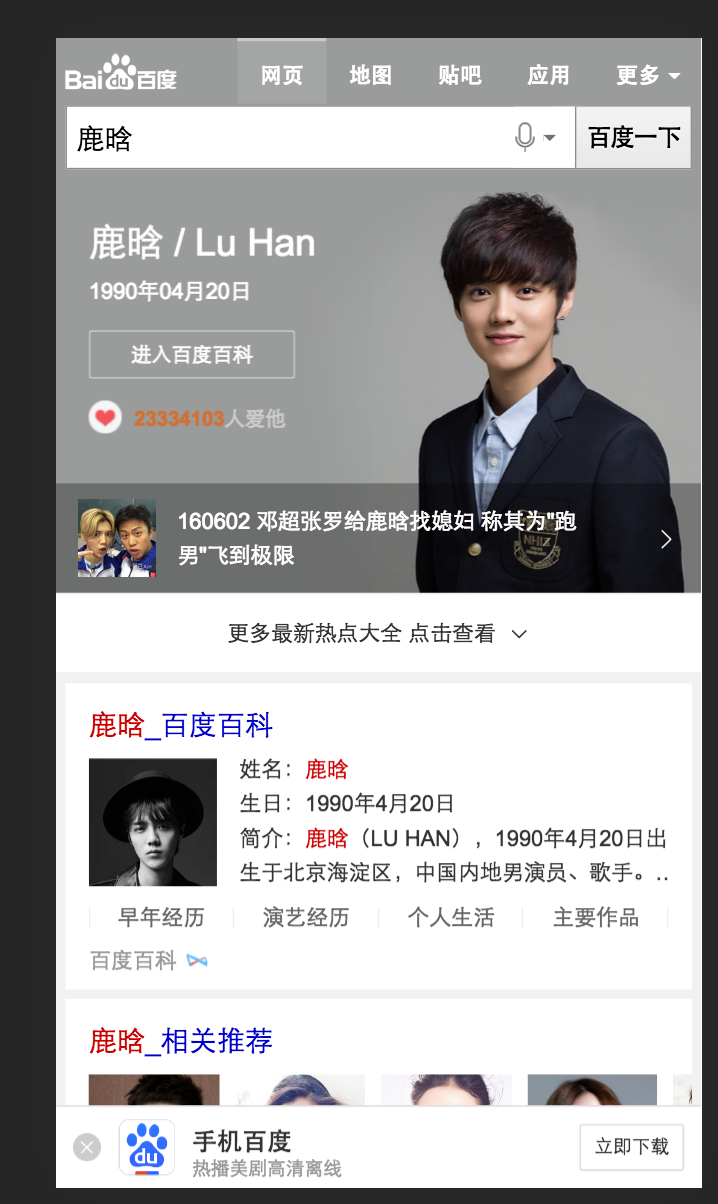 Bai du 百度
网页 地图 贴吧 应用 更多
鹿晗 百度一下
鹿晗 / Lu Han
1990年04月20日
进入百度百科
23334103人爱他
160602 邓超张罗给鹿晗找媳妇 称其为"跑
男"飞到极限
NHIZ
更多最新热点大全 点击查看
鹿晗_百度百科
姓名：鹿晗
生日：1990年4月20日
简介：鹿晗（LU HAN），1990年4月20日出
生于北京海淀区，中国内地男演员、歌手。..
早年经历 演艺经历 个人生活 主要作品
百度百科
鹿晗_相关推荐
du
手机百度
热播美剧高清离线
立即下载